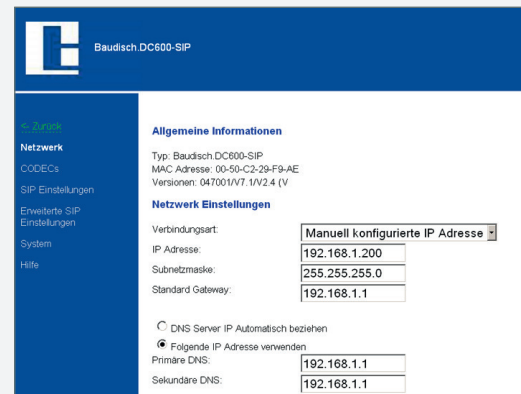 Baudisch.DC600-SIP
<- Zurück
Netzwerk
CODECs
SIP Einstellungen
Erweiterte SIP
Einstellungen
System
Hilfe
Allgemeine Informationen
Typ: Baudisch.DC600-SIP
MAC Adresse: 00-50-C2-29-F9-AE
Versionen: 047001/V7.1/V2.4 (V
Netzwerk Einstellungen
Verbindungsart: Manuell konfigurierte IP Adresse
IP Adresse: 192.168.1.200
Subnetzmaske: 255.255.255.0
Standard Gateway: 192.168.1.1
DNS Server IP Automatisch beziehen
Folgende IP Adresse verwenden
Primäre DNS: 192.168.1.1
Sekundäre DNS: 192.168.1.1